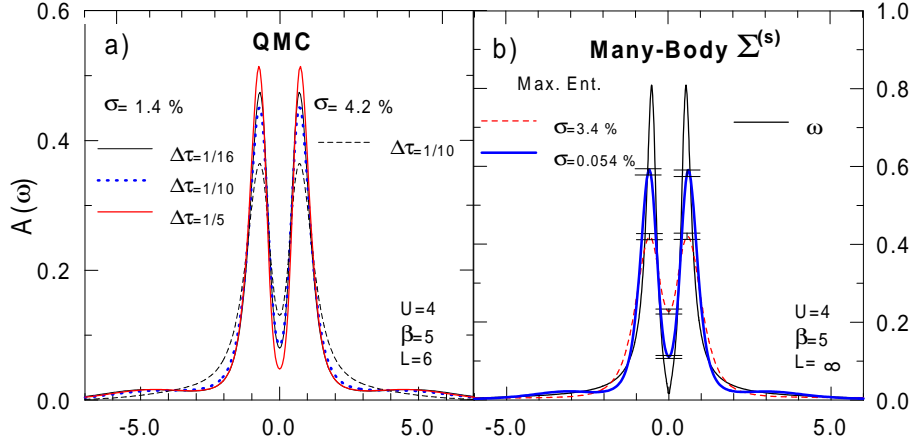 a)
QMC
σ= 1.4 %
σ= 4.2 %
Δτ=1/16
Δτ=1/10
Δτ=1/10
Δτ=1/5
U=4
β=5
L=6
A(ω)
0.6
0.4
0.2
0.0
-5.0
0.0
5.0
b)
Many-Body Σ(s)
Max. Ent.
σ=3.4 %
σ=0.054 %
ω
U=4
β=5
L= ∞
1.0
0.8
0.6
0.4
0.2
0.0
-5.0
0.0
5.0